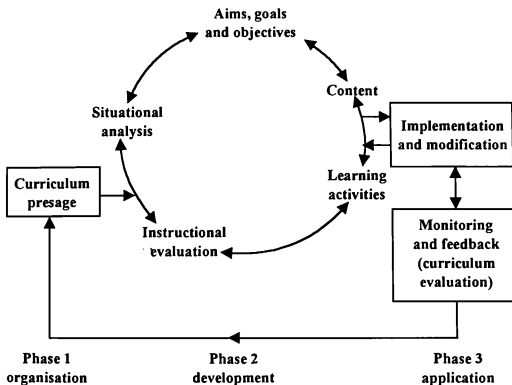 Aims, goals
and objectives
Content
Situational
analysis
Implementation
and modification
Curriculum
presage
Learning
activities
Instructional
evaluation
Monitoring
and feedback
(curriculum
evaluation)
Phase 1
organisation
Phase 2
development
Phase 3
application